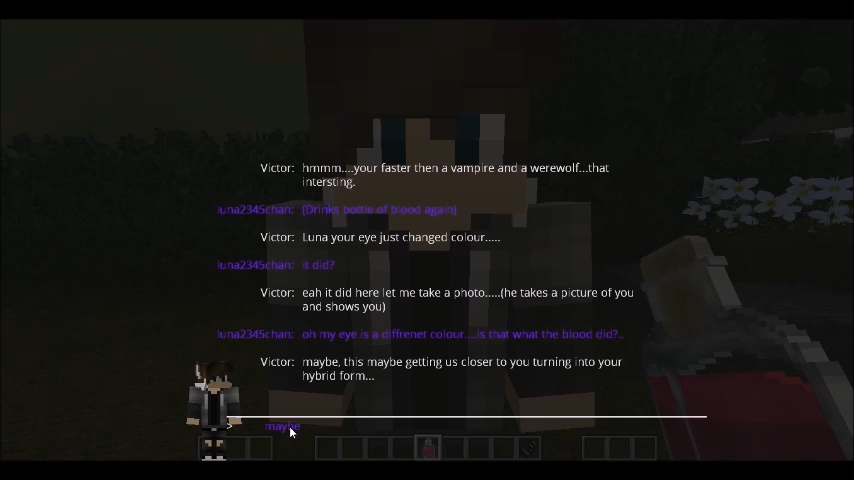 Victor: hmmm....your faster then a vampire and a werewolf...that
intersting.
luna2345chan: (Drinks bottle of blood again)
Victor: Luna your eye just changed colour.....
luna2345chan: it did?
Victor: eah it did here let me take a photo.....(he takes a picture of you
and shows you)
luna2345chan: oh my eye is a diffrenet colour....is that what the blood did?..
Victor: maybe, this maybe getting us closer to you turning into your
hybrid form...
> maybe